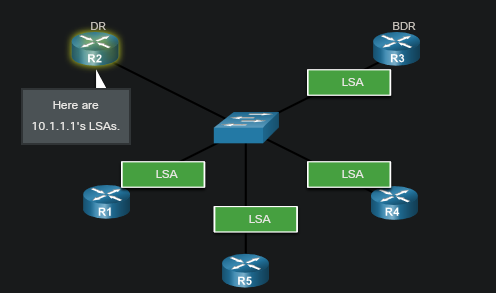 DR
R2
BDR
R3
Here are
10.1.1.1's LSAs.
LSA
LSA
LSA
R1
R4
LSA
R5